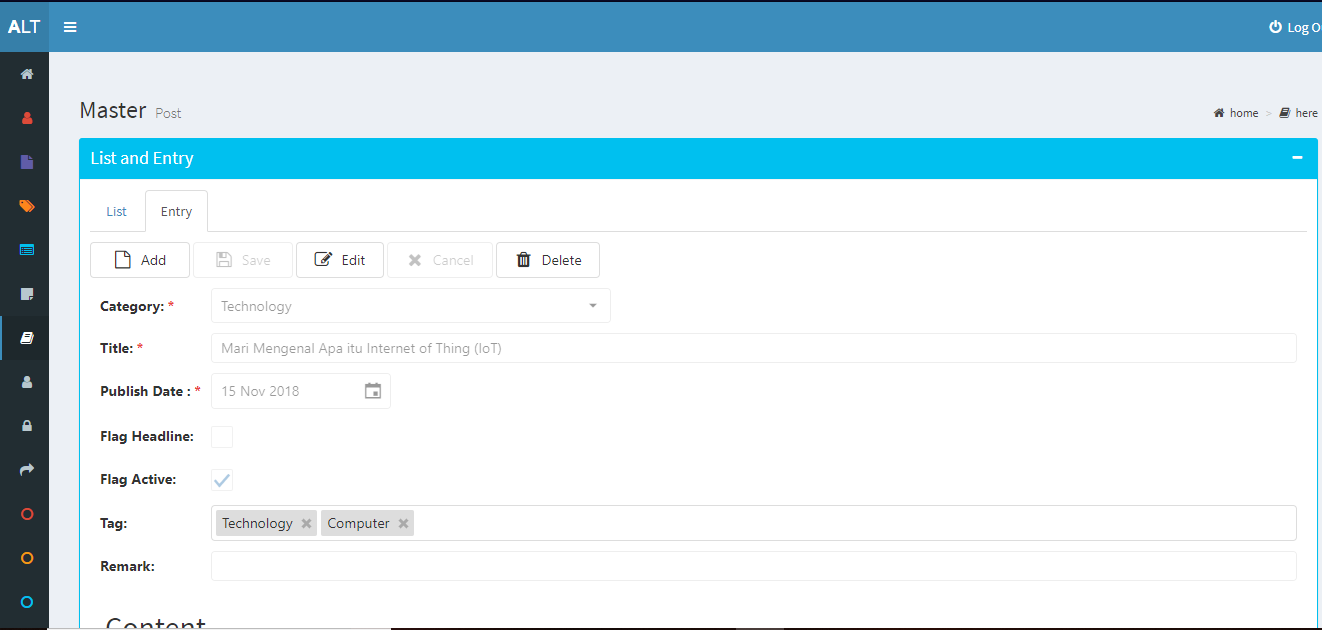 ALT
Log O
Master Post
home > here
List and Entry
List Entry
Add Save Edit Cancel Delete
Category: * Technology
Title: * Mari Mengenal Apa itu Internet of Thing (IoT)
Publish Date : * 15 Nov 2018
Flag Headline:
Flag Active:
Tag: Technology Computer
Remark:
Content